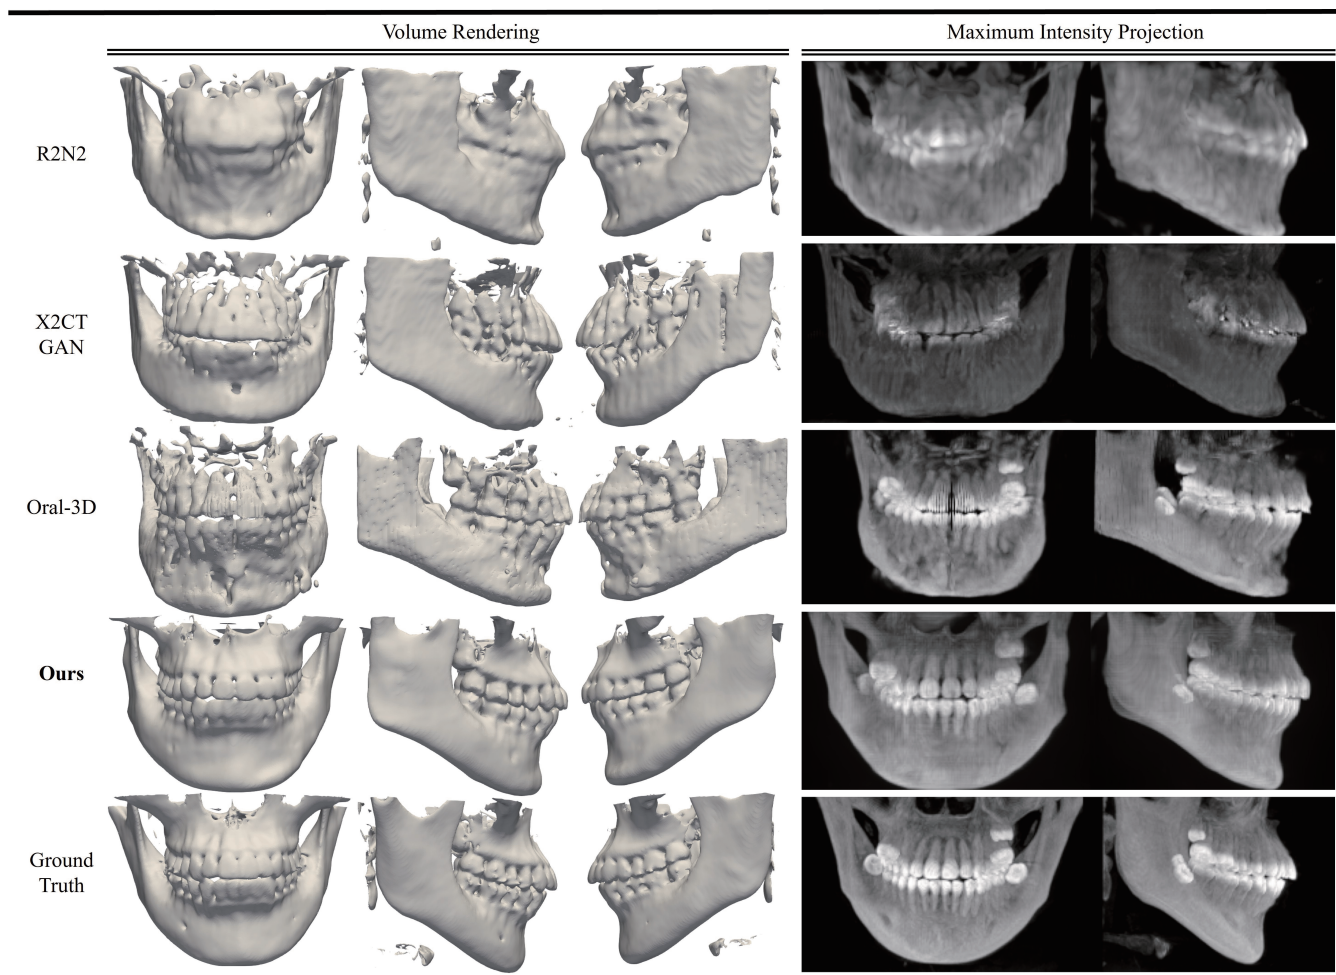 Volume Rendering
Maximum Intensity Projection
R2N2
X2CT
GAN
Oral-3D
Ours
Ground
Truth